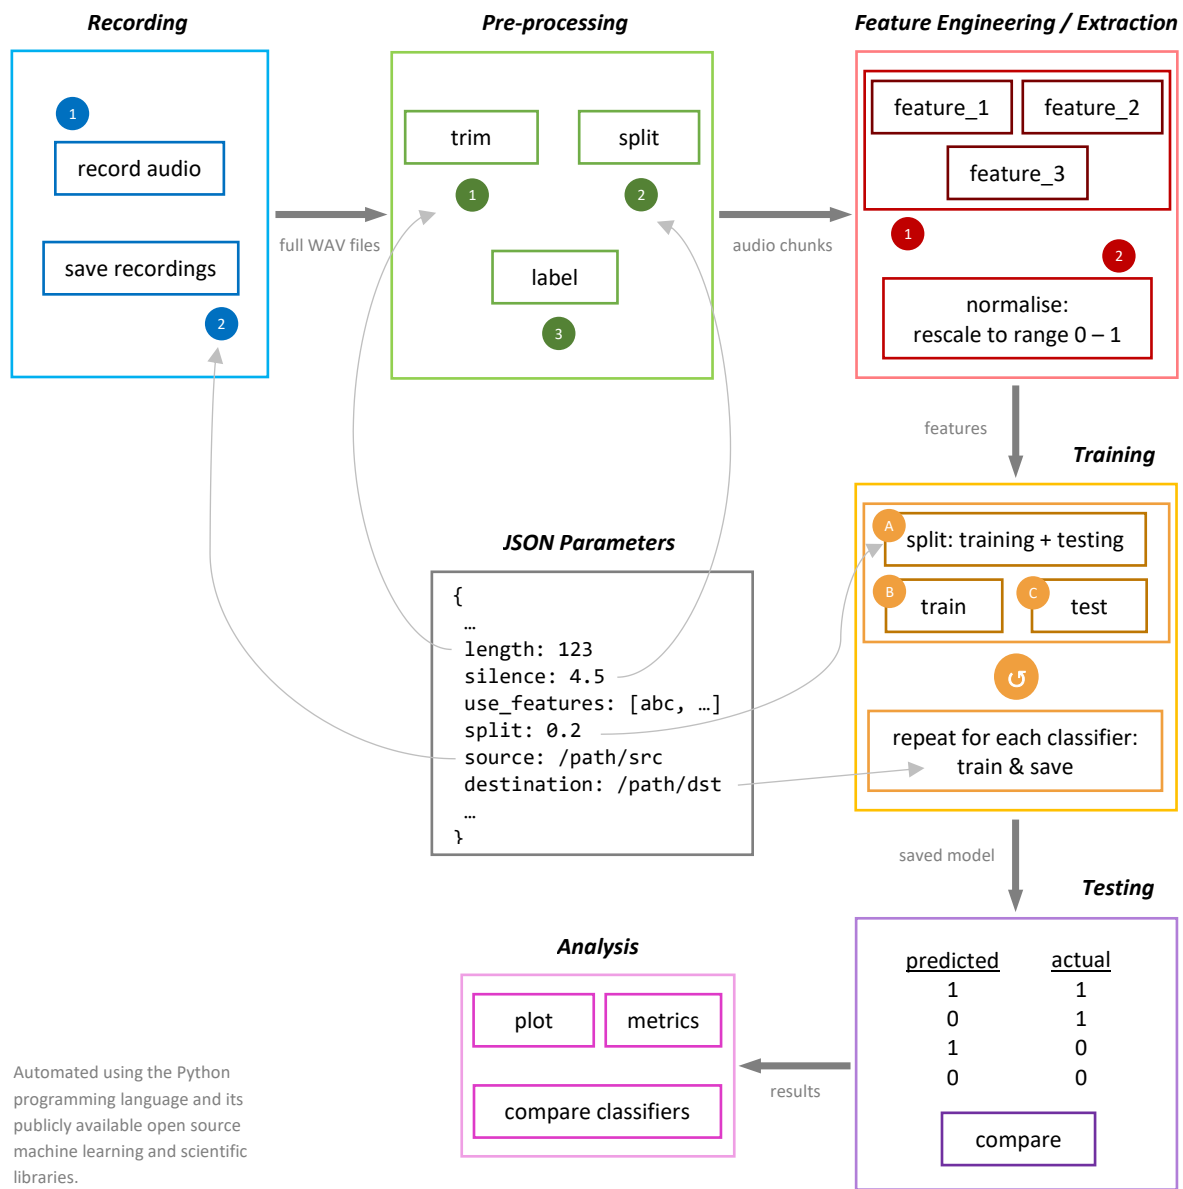 Recording
1
record audio
save recordings
2
full WAV files
Pre-processing
trim
split
1
2
label
3
audio chunks
Feature Engineering / Extraction
feature_1
feature_2
feature_3
1
2
normalise:
rescale to range 0 – 1
features
Training
A
split: training + testing
B
train
C
test
↺
repeat for each classifier:
train & save
JSON Parameters
{
…
length: 123
silence: 4.5
use_features: [abc, …]
split: 0.2
source: /path/src
destination: /path/dst
…
}
saved model
Testing
predicted actual
1 1
0 1
1 0
0 0
compare
results
Analysis
plot
metrics
compare classifiers
Automated using the Python
programming language and its
publicly available open source
machine learning and scientific
libraries.